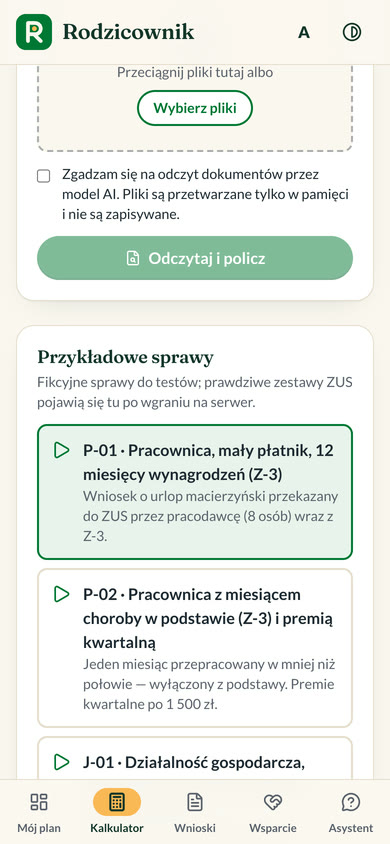 R
Rodzicownik
A
Przeciągnij pliki tutaj albo
Wybierz pliki
Zgadzam się na odczyt dokumentów przez
model AI. Pliki są przetwarzane tylko w pamięci
i nie są zapisywane.
Odczytaj i policz
Przykładowe sprawy
Fikcyjne sprawy do testów; prawdziwe zestawy ZUS
pojawią się tu po wgraniu na serwer.
P-01 · Pracownica, mały płatnik, 12
miesięcy wynagrodzeń (Z-3)
Wniosek o urlop macierzyński przekazany
do ZUS przez pracodawcę (8 osób) wraz z
Z-3.
P-02 · Pracownica z miesiącem
choroby w podstawie (Z-3) i premią
kwartalną
Jeden miesiąc przepracowany w mniej niż
połowie — wyłączony z podstawy. Premie
kwartalne po 1 500 zł.
J-01 · Działalność gospodarcza,
Mój plan
Kalkulator
Wnioski
Wsparcie
Asystent